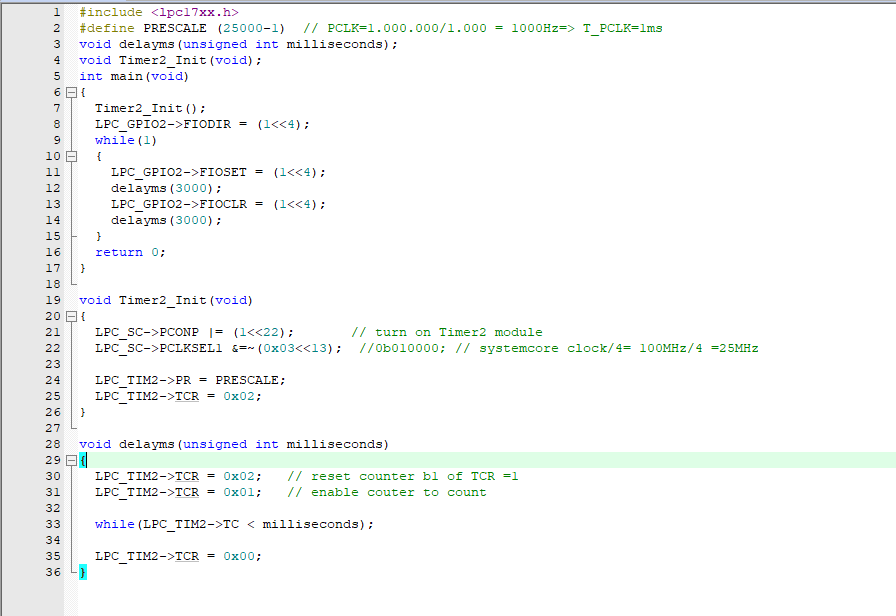 1 #include <lpc17xx.h>
2 #define PRESCALE (25000-1)  // PCLK=1.000.000/1.000 = 1000Hz=> T_PCLK=1ms
3 void delayms(unsigned int milliseconds);
4 void Timer2_Init(void);
5 int main(void)
6 {
7   Timer2_Init();
8   LPC_GPIO2->FIODIR = (1<<4);
9   while(1)
10   {
11     LPC_GPIO2->FIOSET = (1<<4);
12     delayms(3000);
13     LPC_GPIO2->FIOCLR = (1<<4);
14     delayms(3000);
15   }
16   return 0;
17 }
18
19 void Timer2_Init(void)
20 {
21   LPC_SC->PCONP |= (1<<22);       // turn on Timer2 module
22   LPC_SC->PCLKSEL1 &=~(0x03<<13);  //0b010000; // systemcore clock/4= 100MHz/4 =25MHz
23
24   LPC_TIM2->PR = PRESCALE;
25   LPC_TIM2->TCR = 0x02;
26 }
27
28 void delayms(unsigned int milliseconds)
29 {
30   LPC_TIM2->TCR = 0x02;   // reset counter b1 of TCR =1
31   LPC_TIM2->TCR = 0x01;   // enable couter to count
32
33   while(LPC_TIM2->TC < milliseconds);
34
35   LPC_TIM2->TCR = 0x00;
36 }